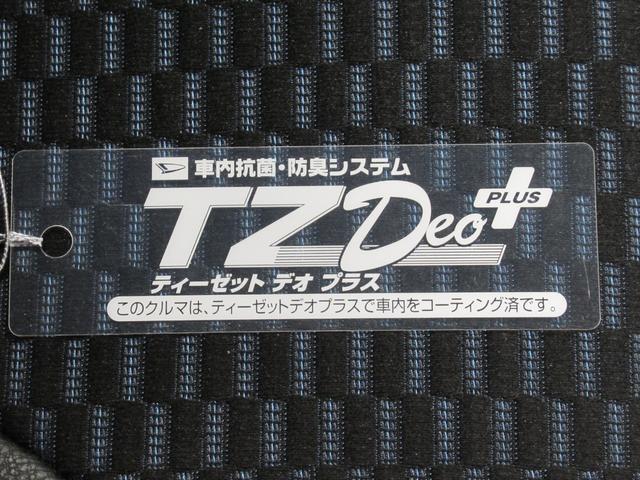 車内抗菌・防臭システム
TZ Deo PLUS
ティーゼット デオ プラス
このクルマは、ティーゼットデオプラスで車内をコーティング済です。